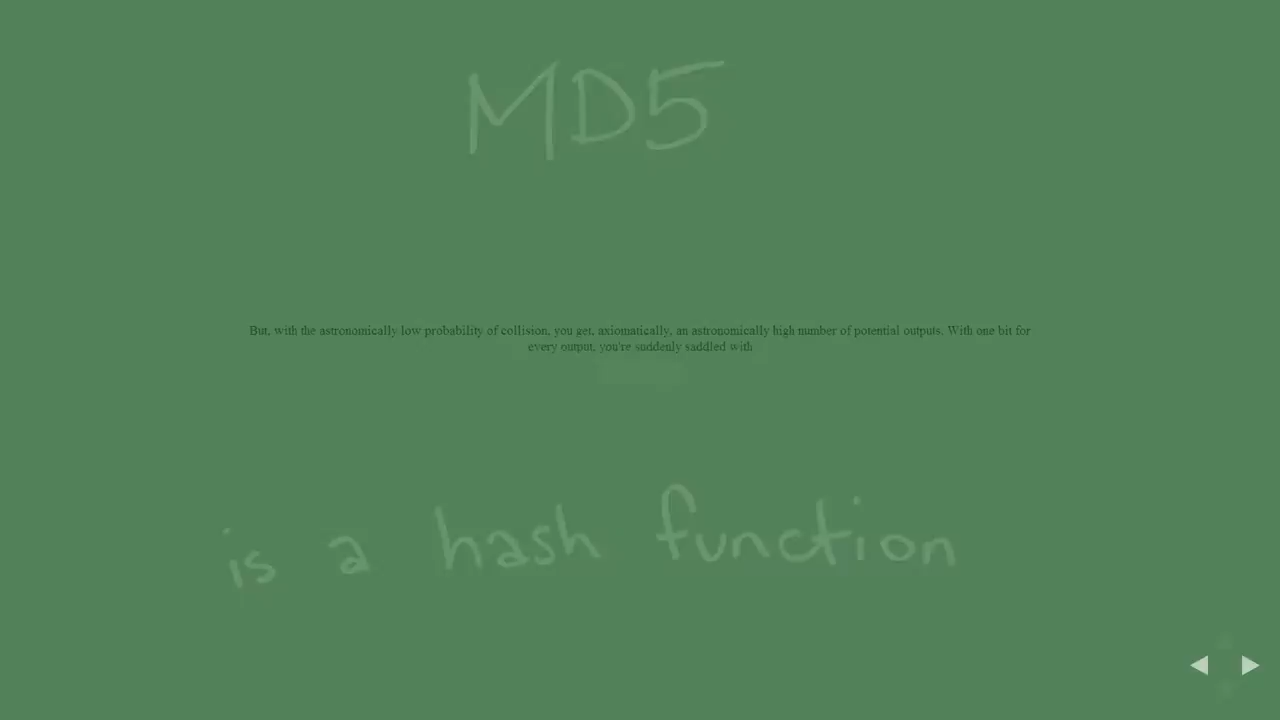 MD5
But, with the astronomically low probability of collision, you get, axiomatically, an astronomically high number of potential outputs. With one bit for
every output, you're suddenly saddled with
is a hash function